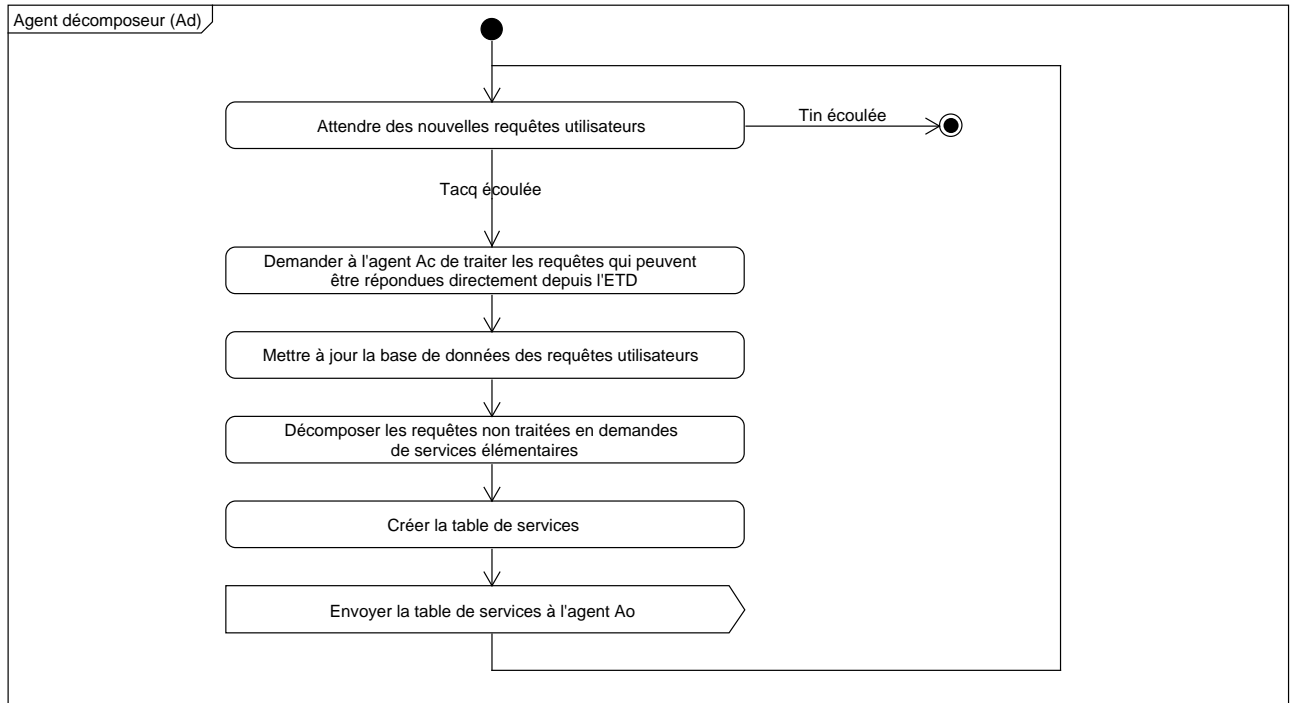 Agent décomposeur (Ad)
Attendre des nouvelles requêtes utilisateurs
Tin écoulée
Tacq écoulée
Demander à l'agent Ac de traiter les requêtes qui peuvent
être répondues directement depuis l'ETD
Mettre à jour la base de données des requêtes utilisateurs
Décomposer les requêtes non traitées en demandes
de services élémentaires
Créer la table de services
Envoyer la table de services à l'agent Ao